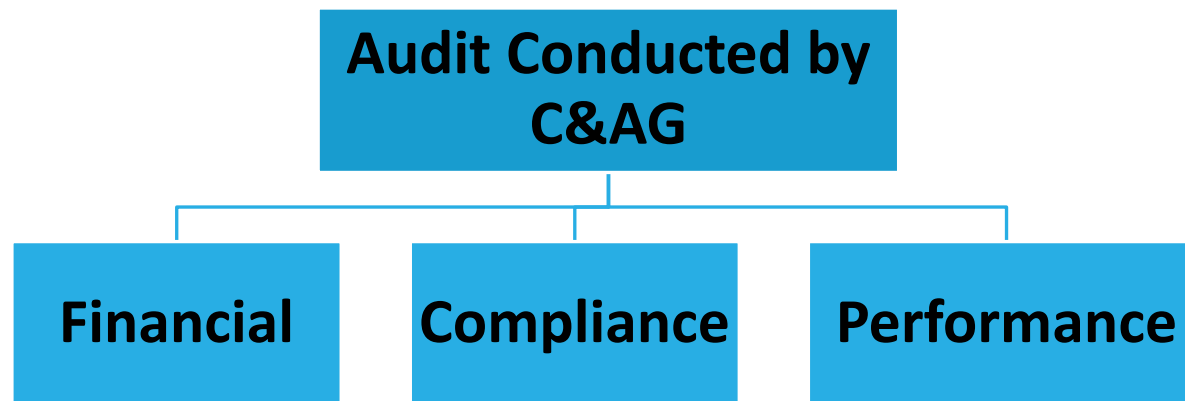 Audit Conducted by
C&AG
Financial
Compliance
Performance